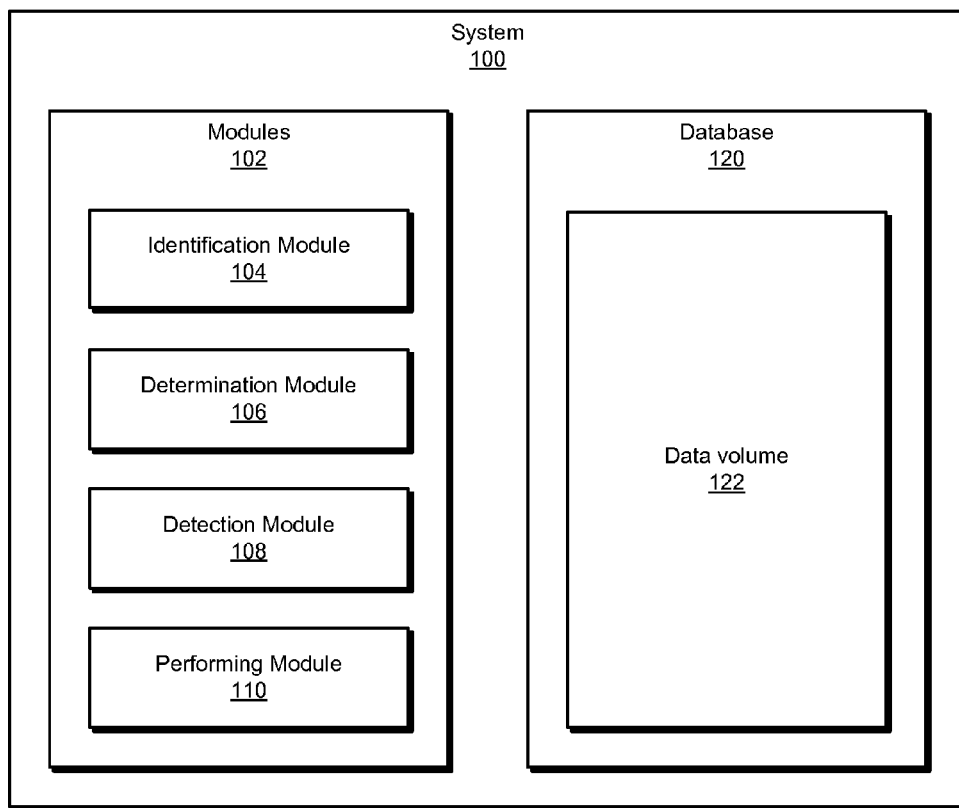 System
100
Modules
102
Identification Module
104
Determination Module
106
Detection Module
108
Performing Module
110
Database
120
Data volume
122